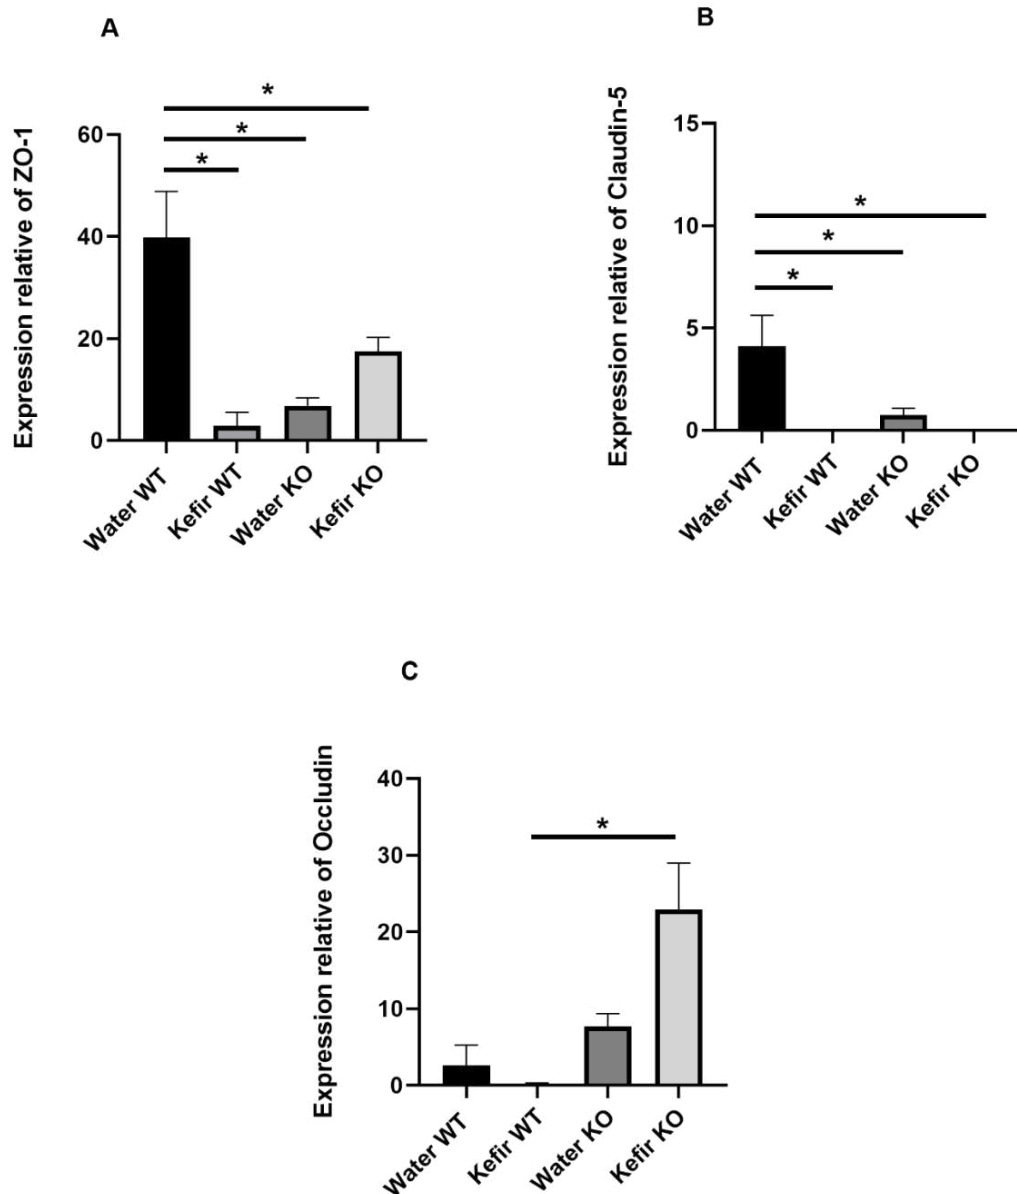 A
Expression relative of ZO-1
60
40
20
0
*
*
*
Water WT
Kefir WT
Water KO
Kefir KO
B
Expression relative of Claudin-5
15
10
5
0
*
*
*
Water WT
Kefir WT
Water KO
Kefir KO
C
Expression relative of Occludin
40
30
20
10
0
*
Water WT
Kefir WT
Water KO
Kefir KO